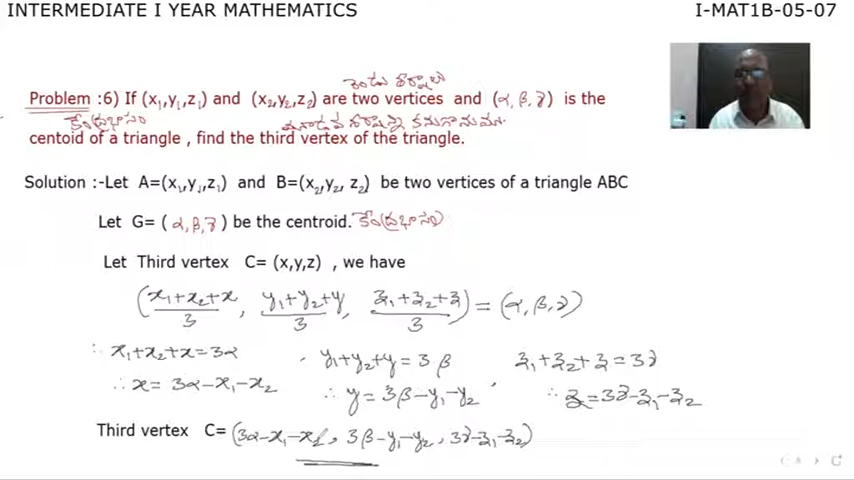 INTERMEDIATE I YEAR MATHEMATICS
I-MAT1B-05-07
రెండు శీర్షాలు
Problem :6) If (x₁,y₁,z₁) and (x₂,y₂,z₂) are two vertices and (α, β, γ) is the
కేంద్రభాసం
centoid of a triangle , find the third vertex of the triangle.
Solution :-Let A=(x₁,y₁,z₁) and B=(x₂,y₂, z₂) be two vertices of a triangle ABC
Let G= (α, β, γ) be the centroid. కేంద్రభాసం
Let Third vertex C= (x,y,z) , we have
((x₁+x₂+x)/3, (y₁+y₂+y)/3, (z₁+z₂+z)/3) = (α, β, γ)
∴ x₁+x₂+x=3α y₁+y₂+y=3β z₁+z₂+z=3γ
∴ x= 3α-x₁-x₂ ∴ y=3β-y₁-y₂ ∴ z=3γ-z₁-z₂
Third vertex C= (3α-x₁-x₂, 3β-y₁-y₂, 3γ-z₁-z₂)